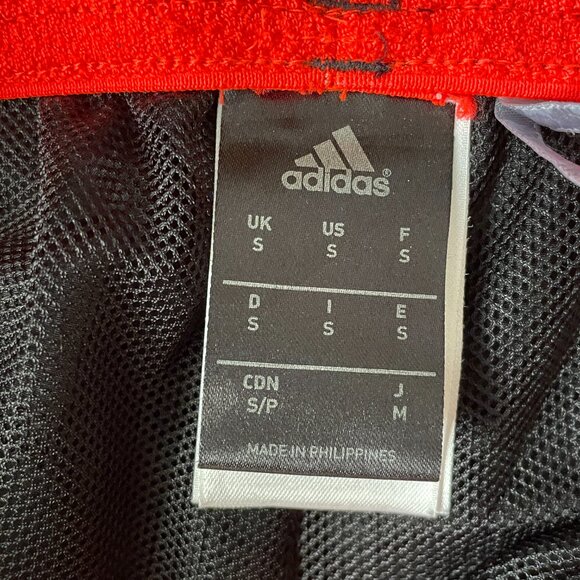 adidas®
UK US F
S S S
D I E
S S S
CDN J
S/P M
MADE IN PHILIPPINES